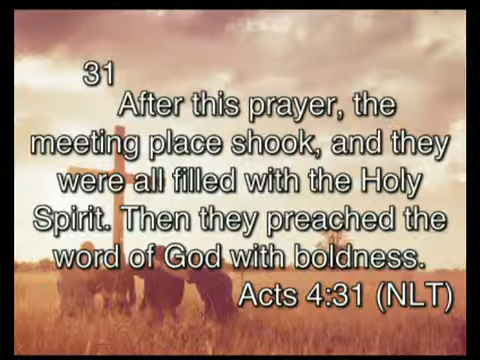 31
After this prayer, the
meeting place shook, and they
were all filled with the Holy
Spirit. Then they preached the
word of God with boldness.
Acts 4:31 (NLT)